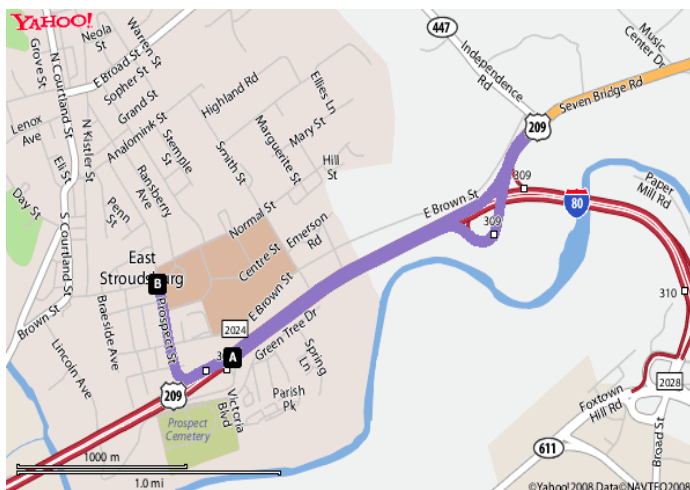 YAHOO!
Neola
St
Warren St
Sopher St
Grove St
N Courtland St
E Broad St
Grand St
Highland Rd
Ellies Ln
447
Independence
Rd
Music
Center Dr
Seven Bridge Rd
209
Lenox
Ave
N Kistler St
Analomink St
Stemple
St
Smith St
Marguerite St
Mary St
Hill
St
Eli St
Ransberry
Ave
Penn
St
Day St
S Courtland St
Normal St
Emerson
Rd
E Brown St
309
80
Paper
Mill Rd
309
Centre St
East
Stroudsburg
B
E Brown St
310
Brown St
Braeside Ave
Prospect St
2024
A
Green Tree Dr
Spring
Ln
Lincoln Ave
209
Victoria
Blvd
Parish
Pk
2028
Foxtown
Hill Rd
Broad St
Prospect
Cemetery
611
1000 m
1.0 mi
©Yahoo!2008 Data©NAVTEQ2008